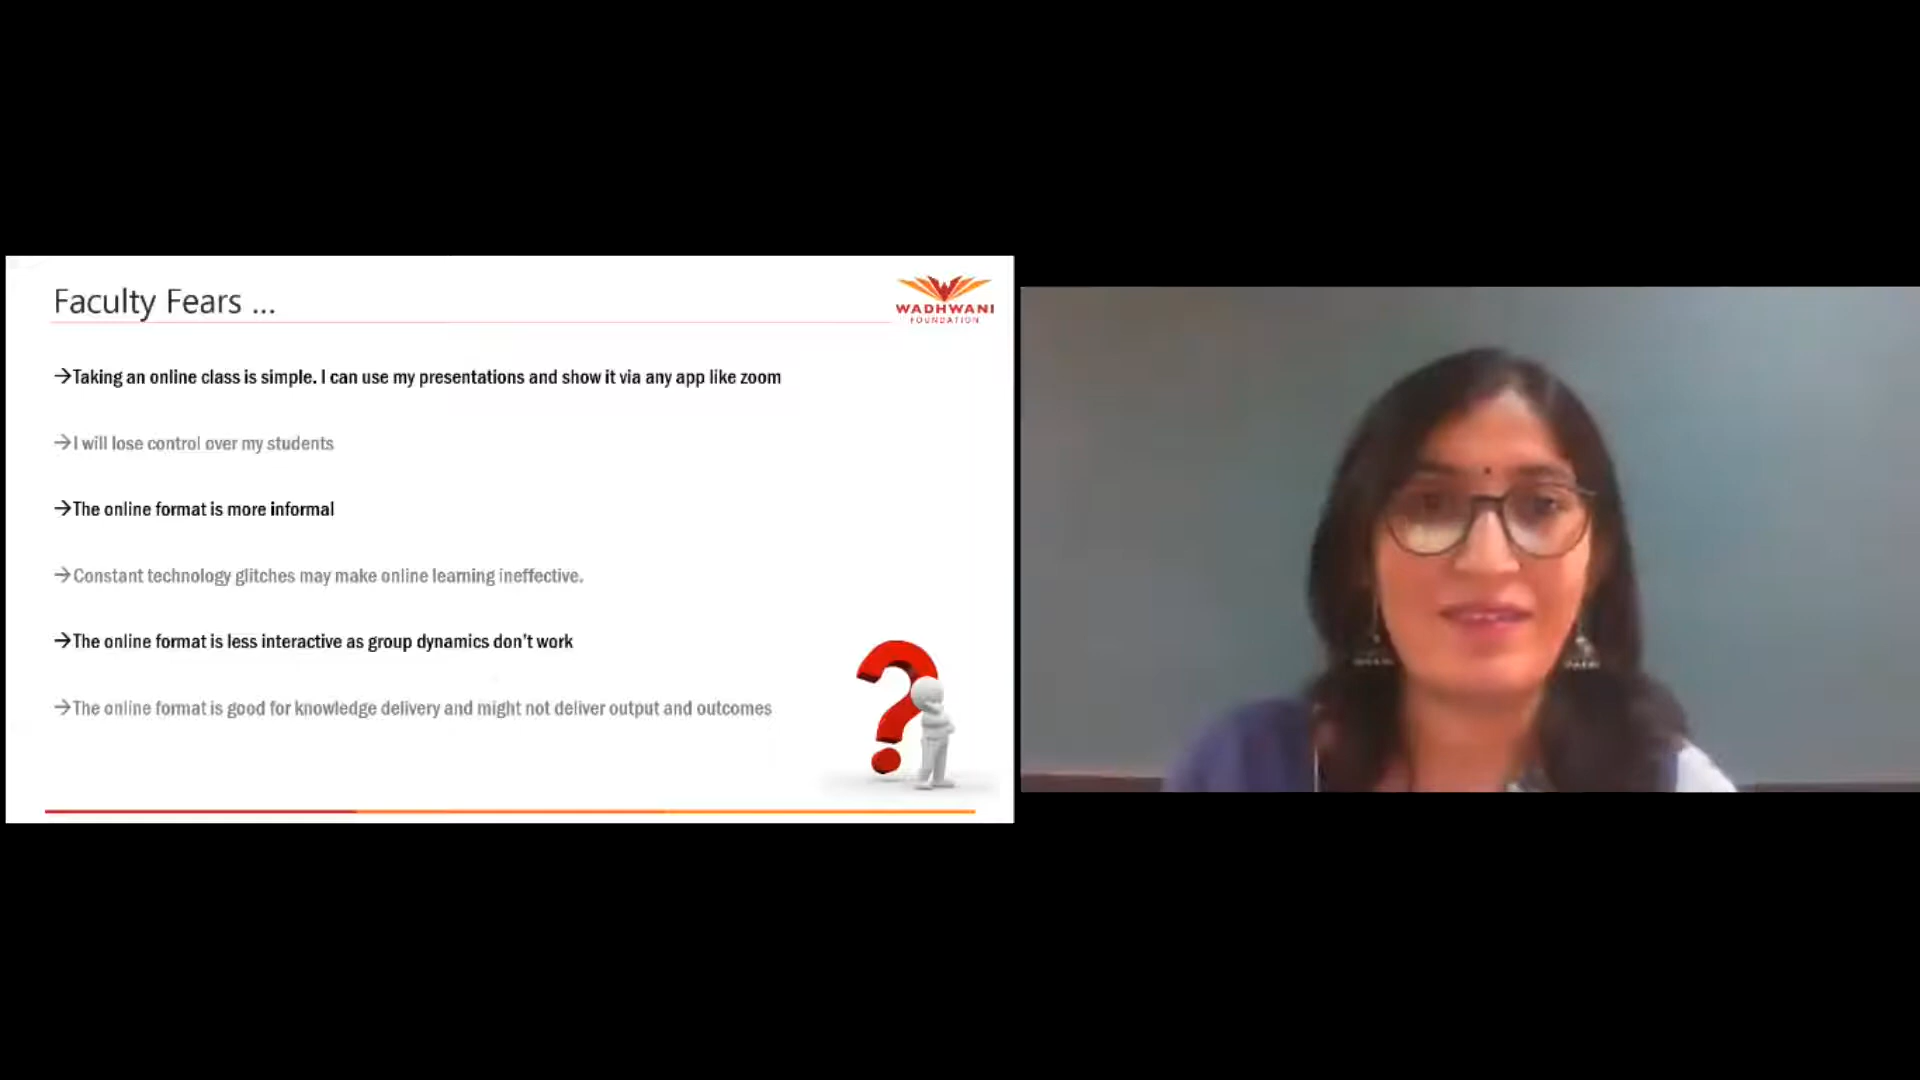 Faculty Fears ...
WADHWANI
FOUNDATION
→Taking an online class is simple. I can use my presentations and show it via any app like zoom
→I will lose control over my students
→The online format is more informal
→Constant technology glitches may make online learning ineffective.
→The online format is less interactive as group dynamics don't work
→The online format is good for knowledge delivery and might not deliver output and outcomes